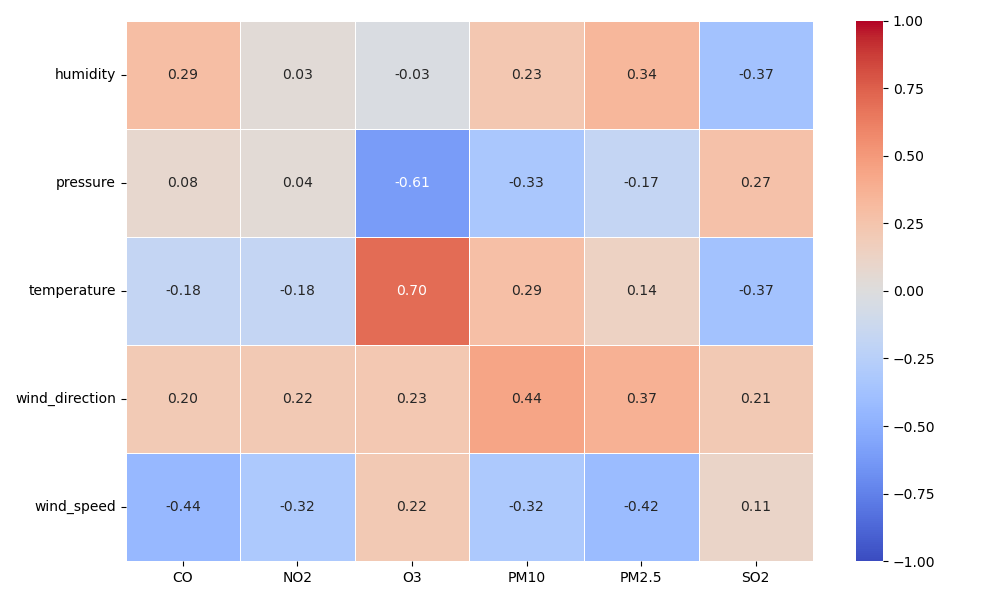 humidity 0.29 0.03 -0.03 0.23 0.34 -0.37
pressure 0.08 0.04 -0.61 -0.33 -0.17 0.27
temperature -0.18 -0.18 0.70 0.29 0.14 -0.37
wind_direction 0.20 0.22 0.23 0.44 0.37 0.21
wind_speed -0.44 -0.32 0.22 -0.32 -0.42 0.11
CO NO2 O3 PM10 PM2.5 SO2
1.00
0.75
0.50
0.25
0.00
−0.25
−0.50
−0.75
−1.00